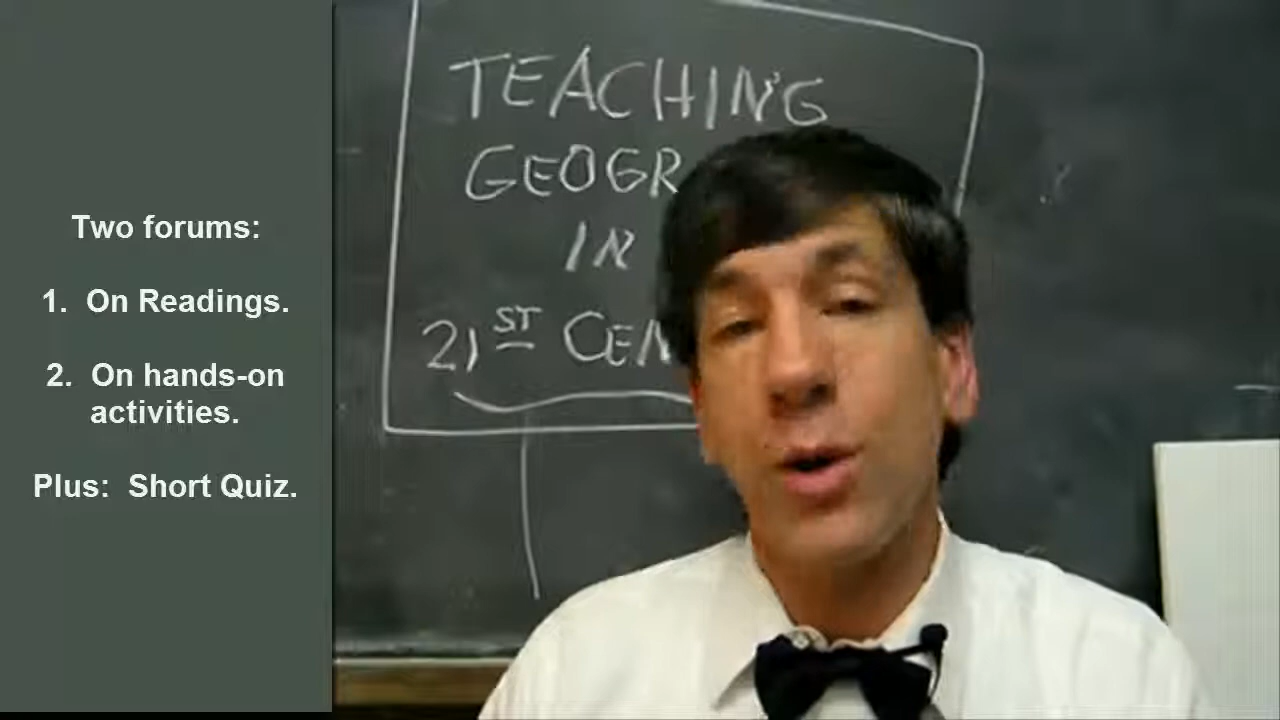 Two forums:
1. On Readings.
2. On hands-on
activities.
Plus: Short Quiz.
TEACHING
GEOGR
IN
21ST CEN